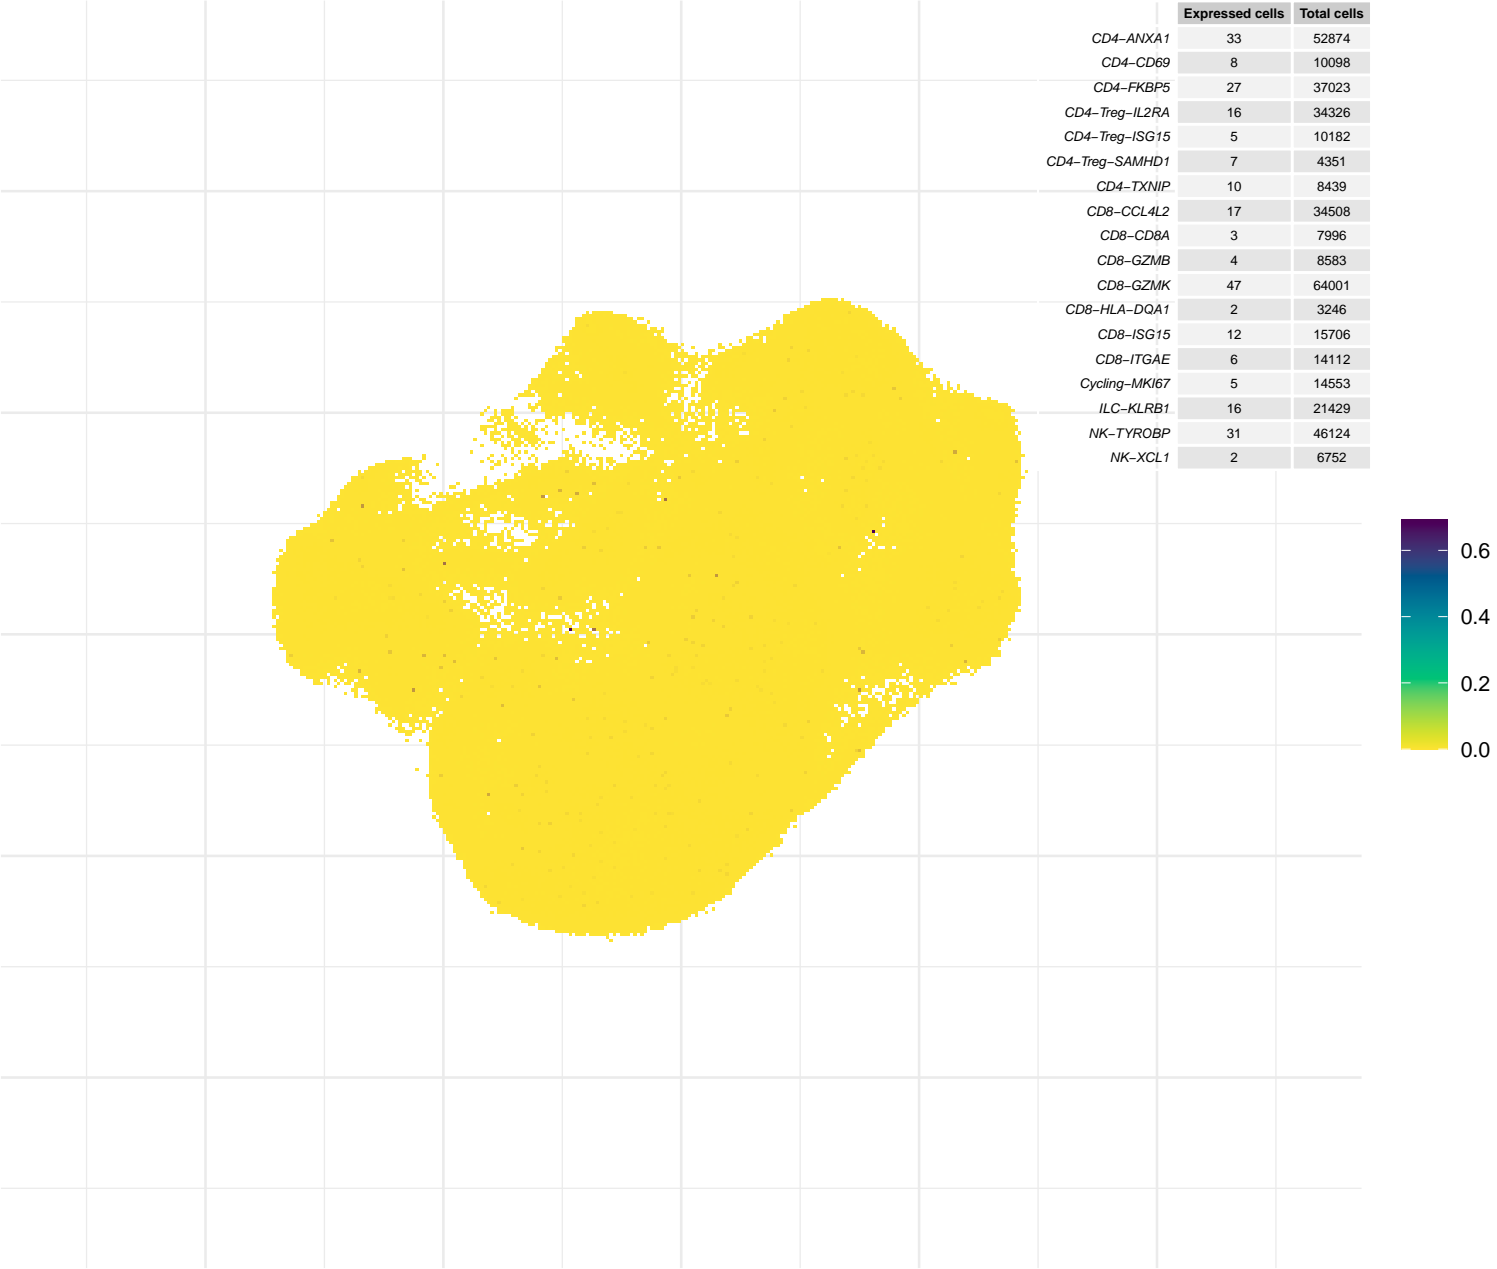 Expressed cells Total cells
CD4−ANXA1 33 52874
CD4−CD69 8 10098
CD4−FKBP5 27 37023
CD4−Treg−IL2RA 16 34326
CD4−Treg−ISG15 5 10182
CD4−Treg−SAMHD1 7 4351
CD4−TXNIP 10 8439
CD8−CCL4L2 17 34508
CD8−CD8A 3 7996
CD8−GZMB 4 8583
CD8−GZMK 47 64001
CD8−HLA−DQA1 2 3246
CD8−ISG15 12 15706
CD8−ITGAE 6 14112
Cycling−MKI67 5 14553
ILC−KLRB1 16 21429
NK−TYROBP 31 46124
NK−XCL1 2 6752
0.6
0.4
0.2
0.0